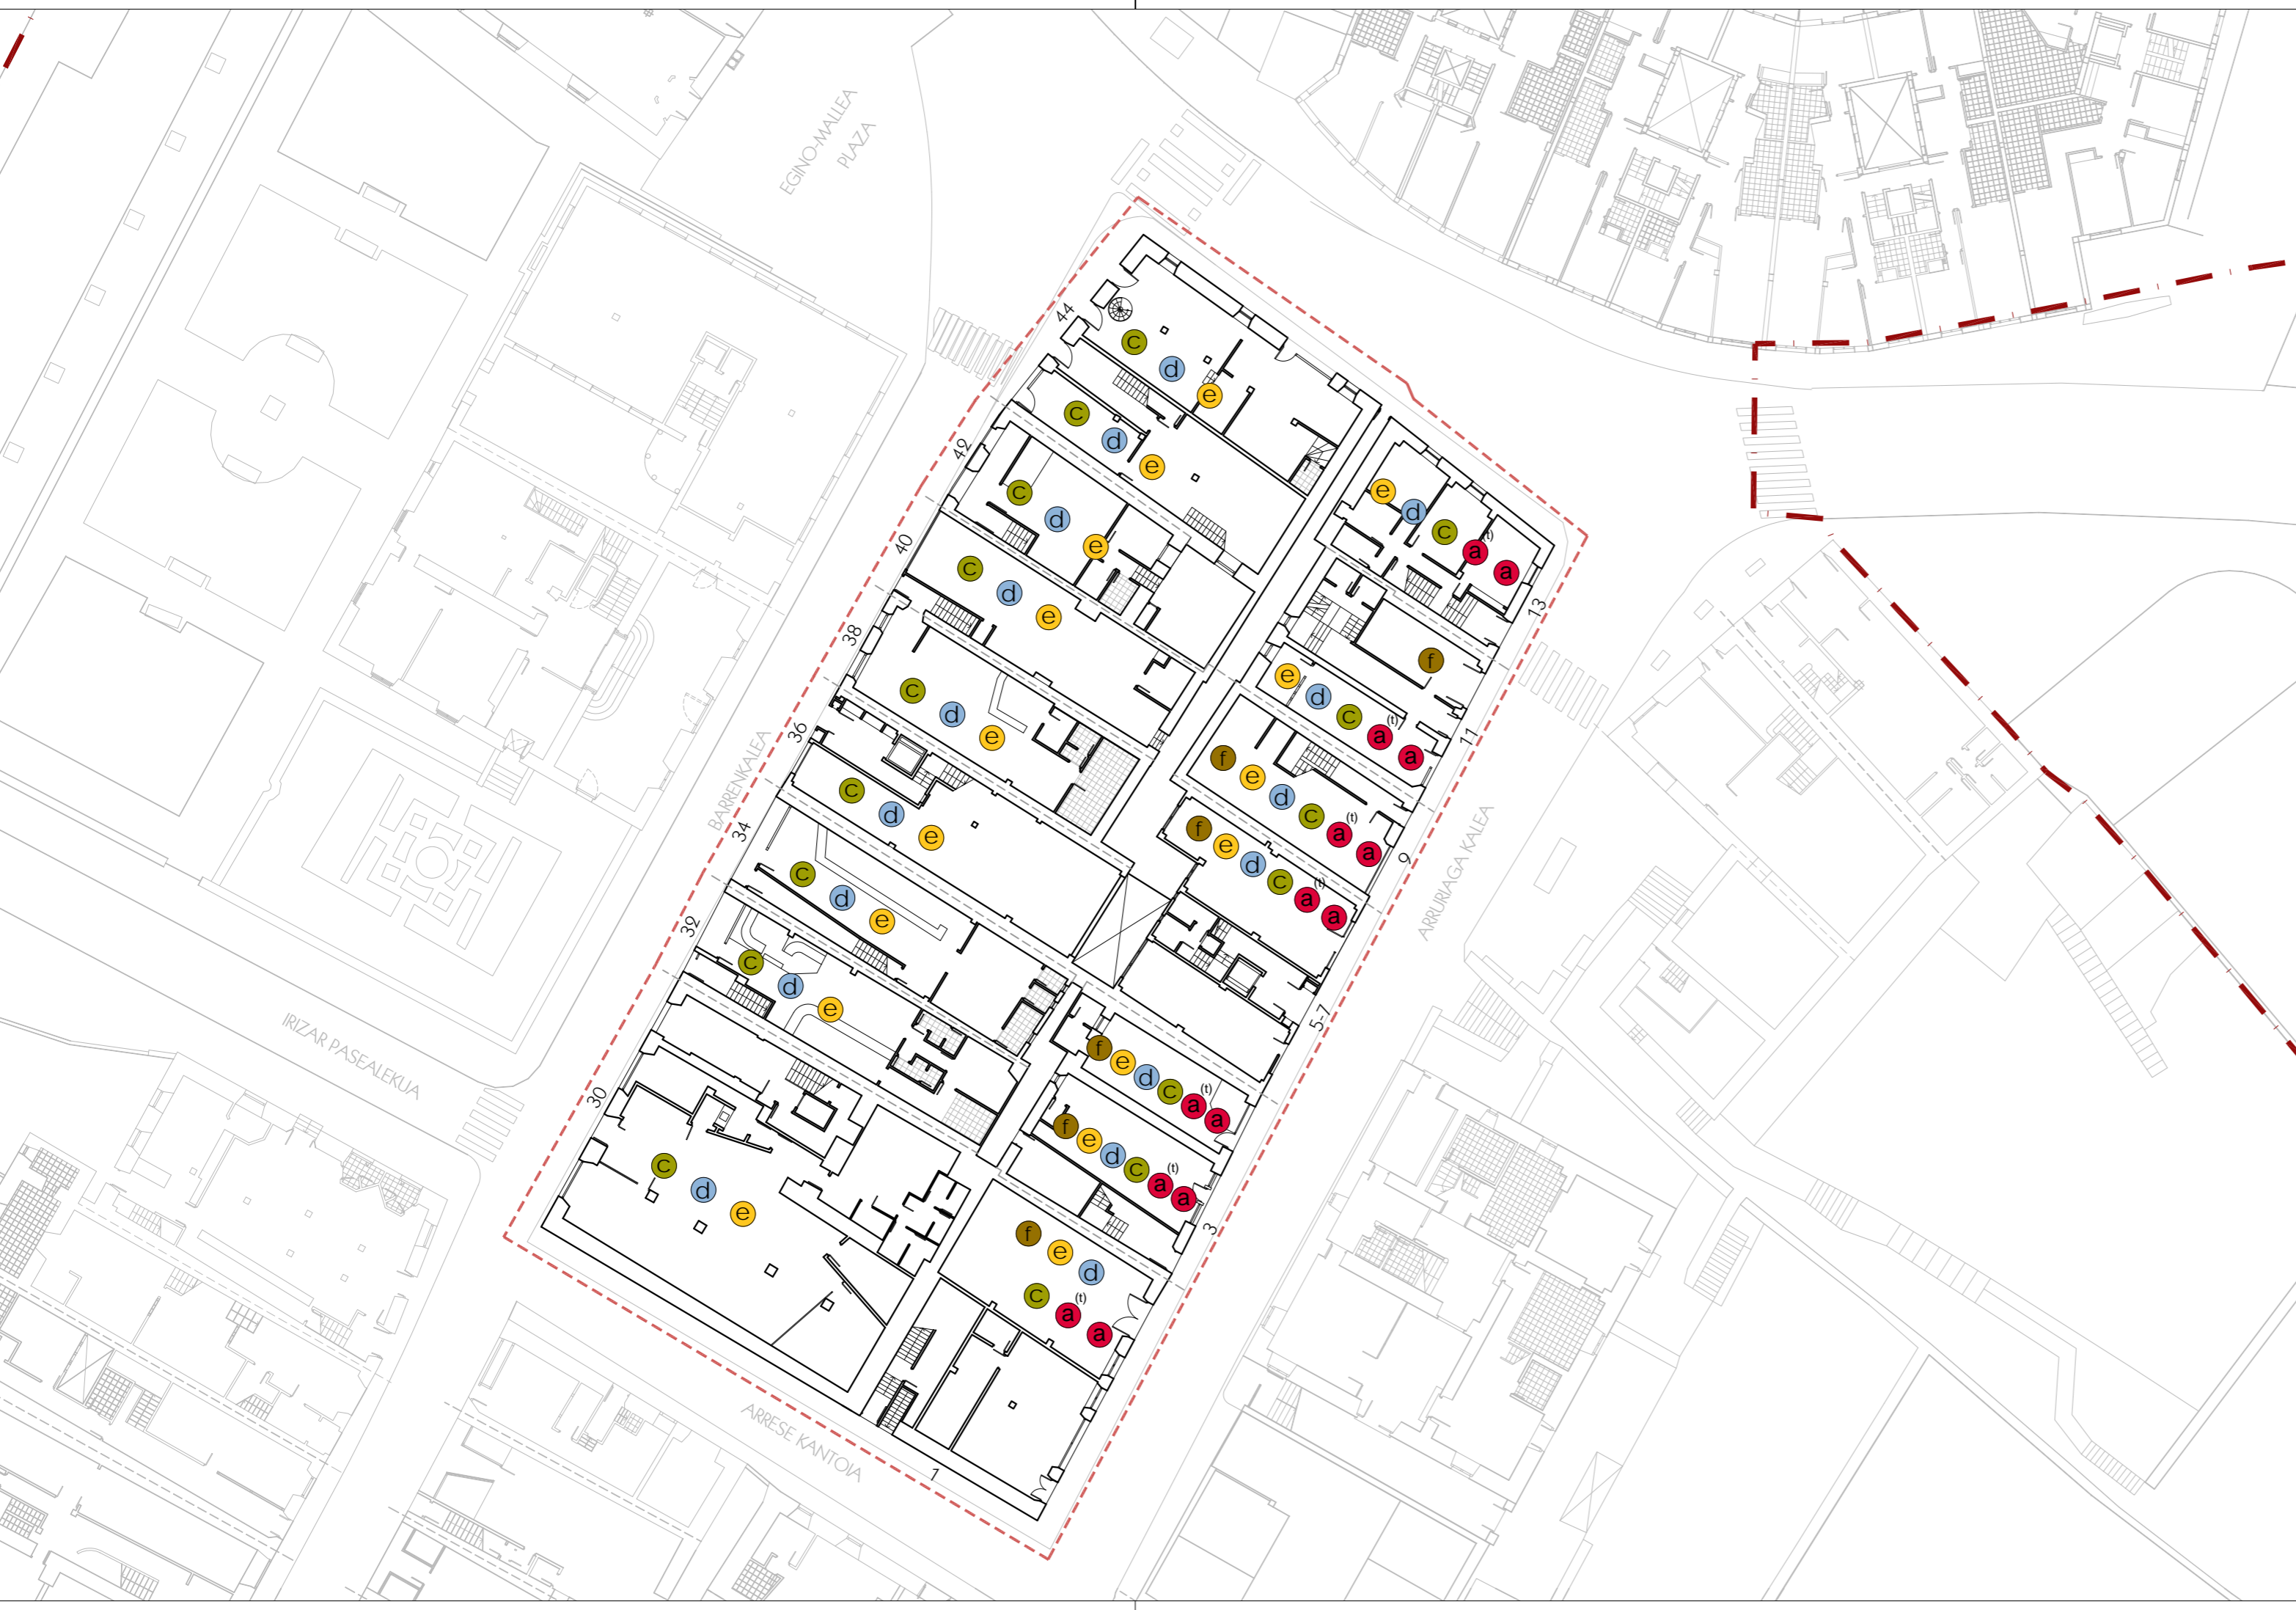 EGINO-MALLEA
PLAZA
44
c
d
e
42
c
d
e
c
d
e
40
c
d
e
38
c
d
e
36
c
d
e
BARRENKALEA
34
c
d
e
32
c
d
e
IRIZAR PASEALEKUA
30
c
d
e
e
d
c
a (t)
a
13
f
e
d
c
a (t)
a
11
f
e
d
c
a (t)
a
9
f
e
d
c
a (t)
a
ARRURIAGA KALEA
5-7
f
e
d
c
a (t)
a
f
e
d
c
a (t)
a
3
f
e
d
c
a (t)
a
ARRESE KANTOIA
1